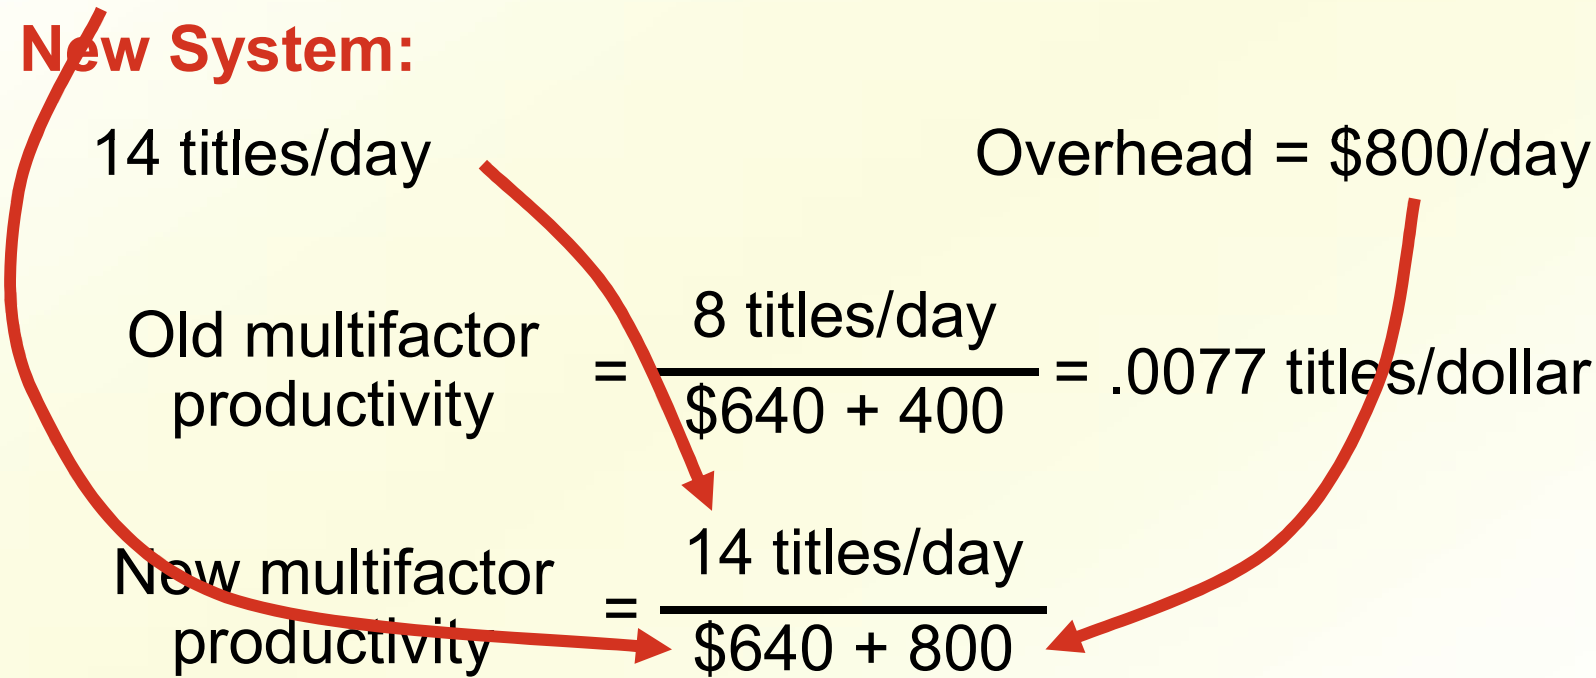 New System:
14 titles/day Overhead = $800/day
Old multifactor
productivity
=
8 titles/day
$640 + 400
= .0077 titles/dollar
New multifactor
productivity
=
14 titles/day
$640 + 800